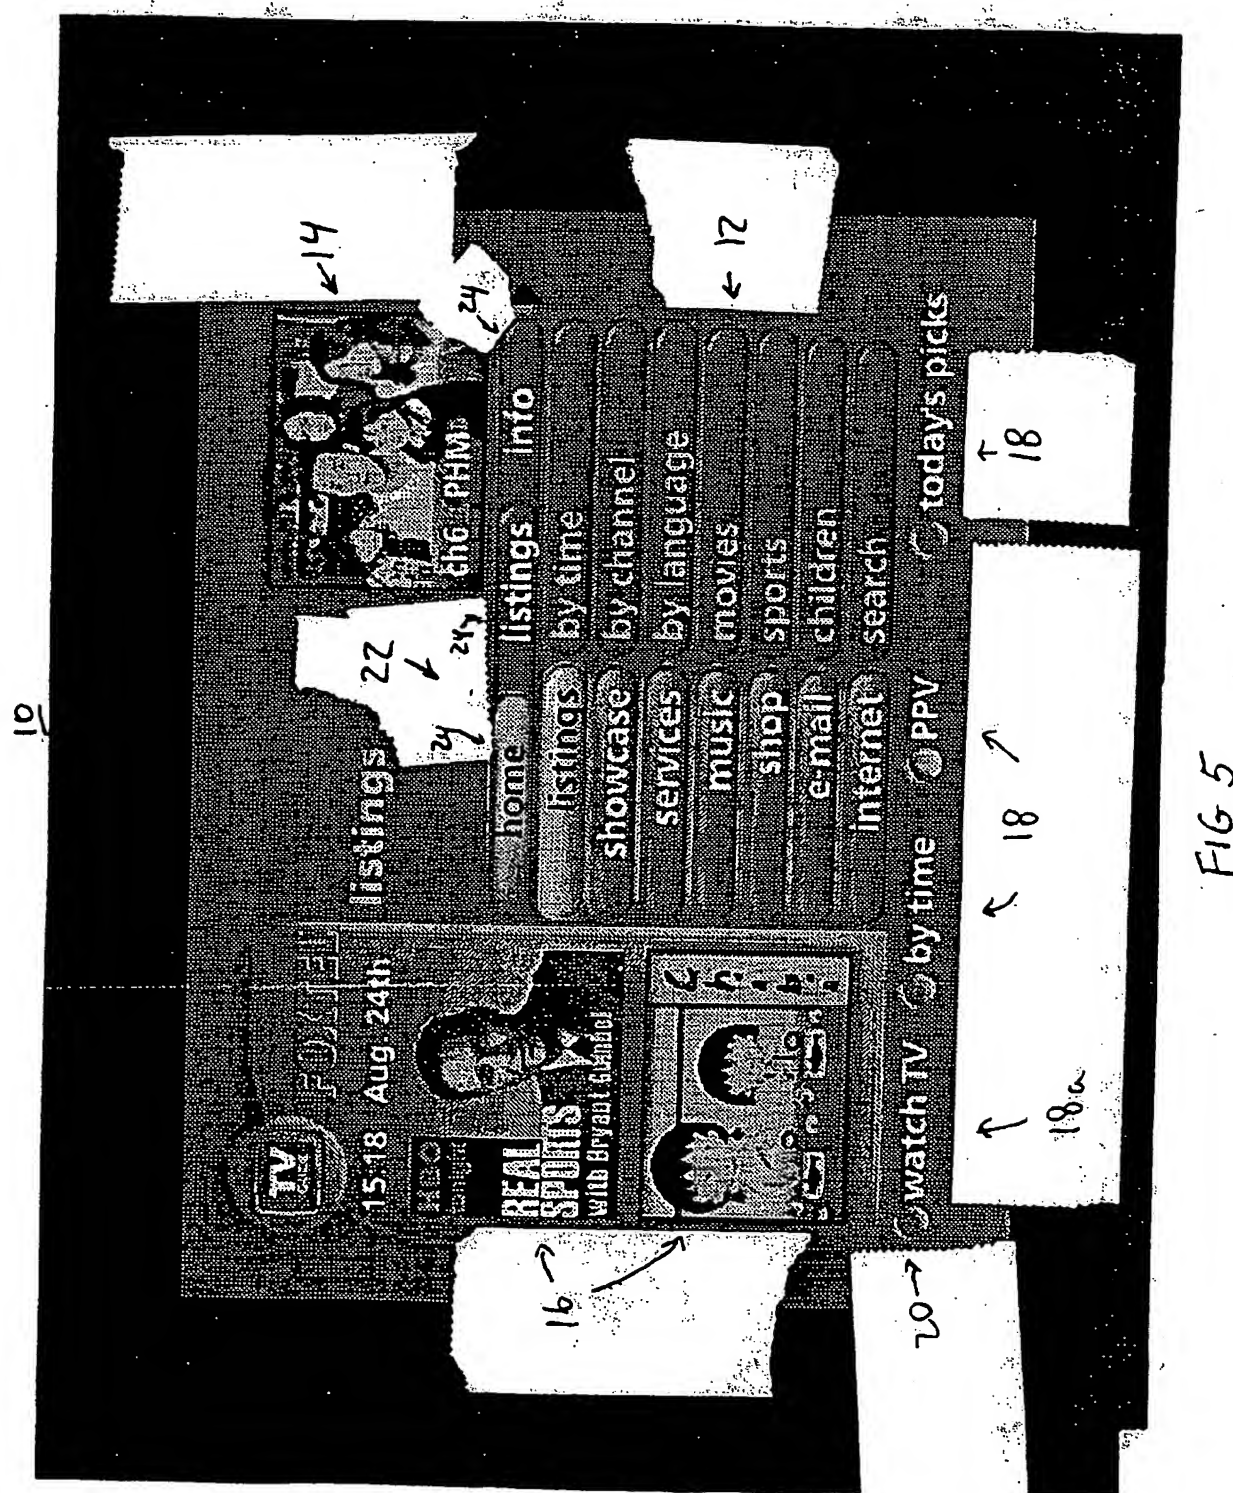 10
TV
FOXTEL
15:18 Aug. 24th
listings
22
24
24
14
24
ch6 PHM
REAL
SPORTS
with Bryant Gumbel
16
home listings Info
listings by time
showcase by channel
services by language
music movies
shop sports
e-mail children
internet search
12
20
watch TV by time PPV today's picks
18a
18
18
FIG 5